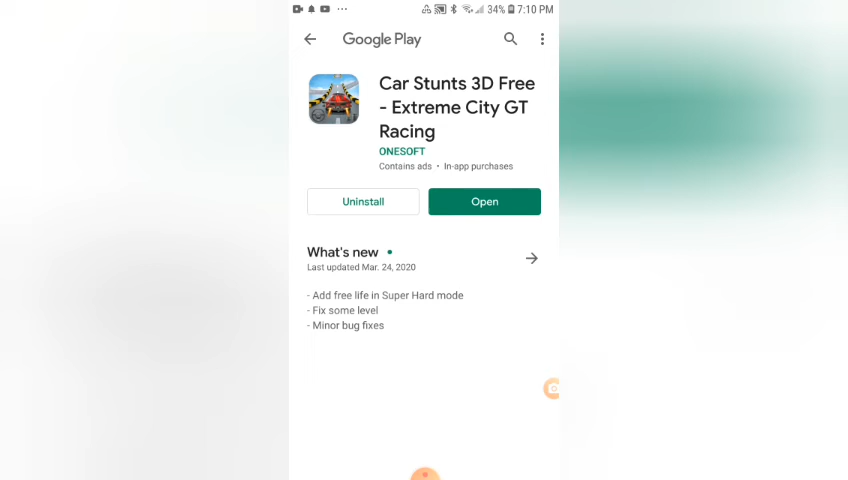 34% 7:10 PM
Google Play
Car Stunts 3D Free
- Extreme City GT
Racing
ONESOFT
Contains ads • In-app purchases
Uninstall
Open
What's new
Last updated Mar. 24, 2020
- Add free life in Super Hard mode
- Fix some level
- Minor bug fixes